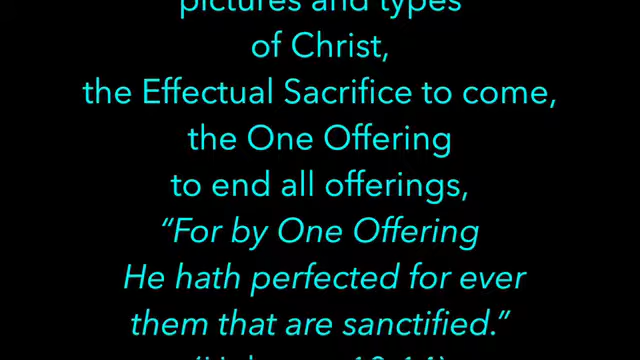 pictures and types
of Christ,
the Effectual Sacrifice to come,
the One Offering
to end all offerings,
“For by One Offering
He hath perfected for ever
them that are sanctified.”